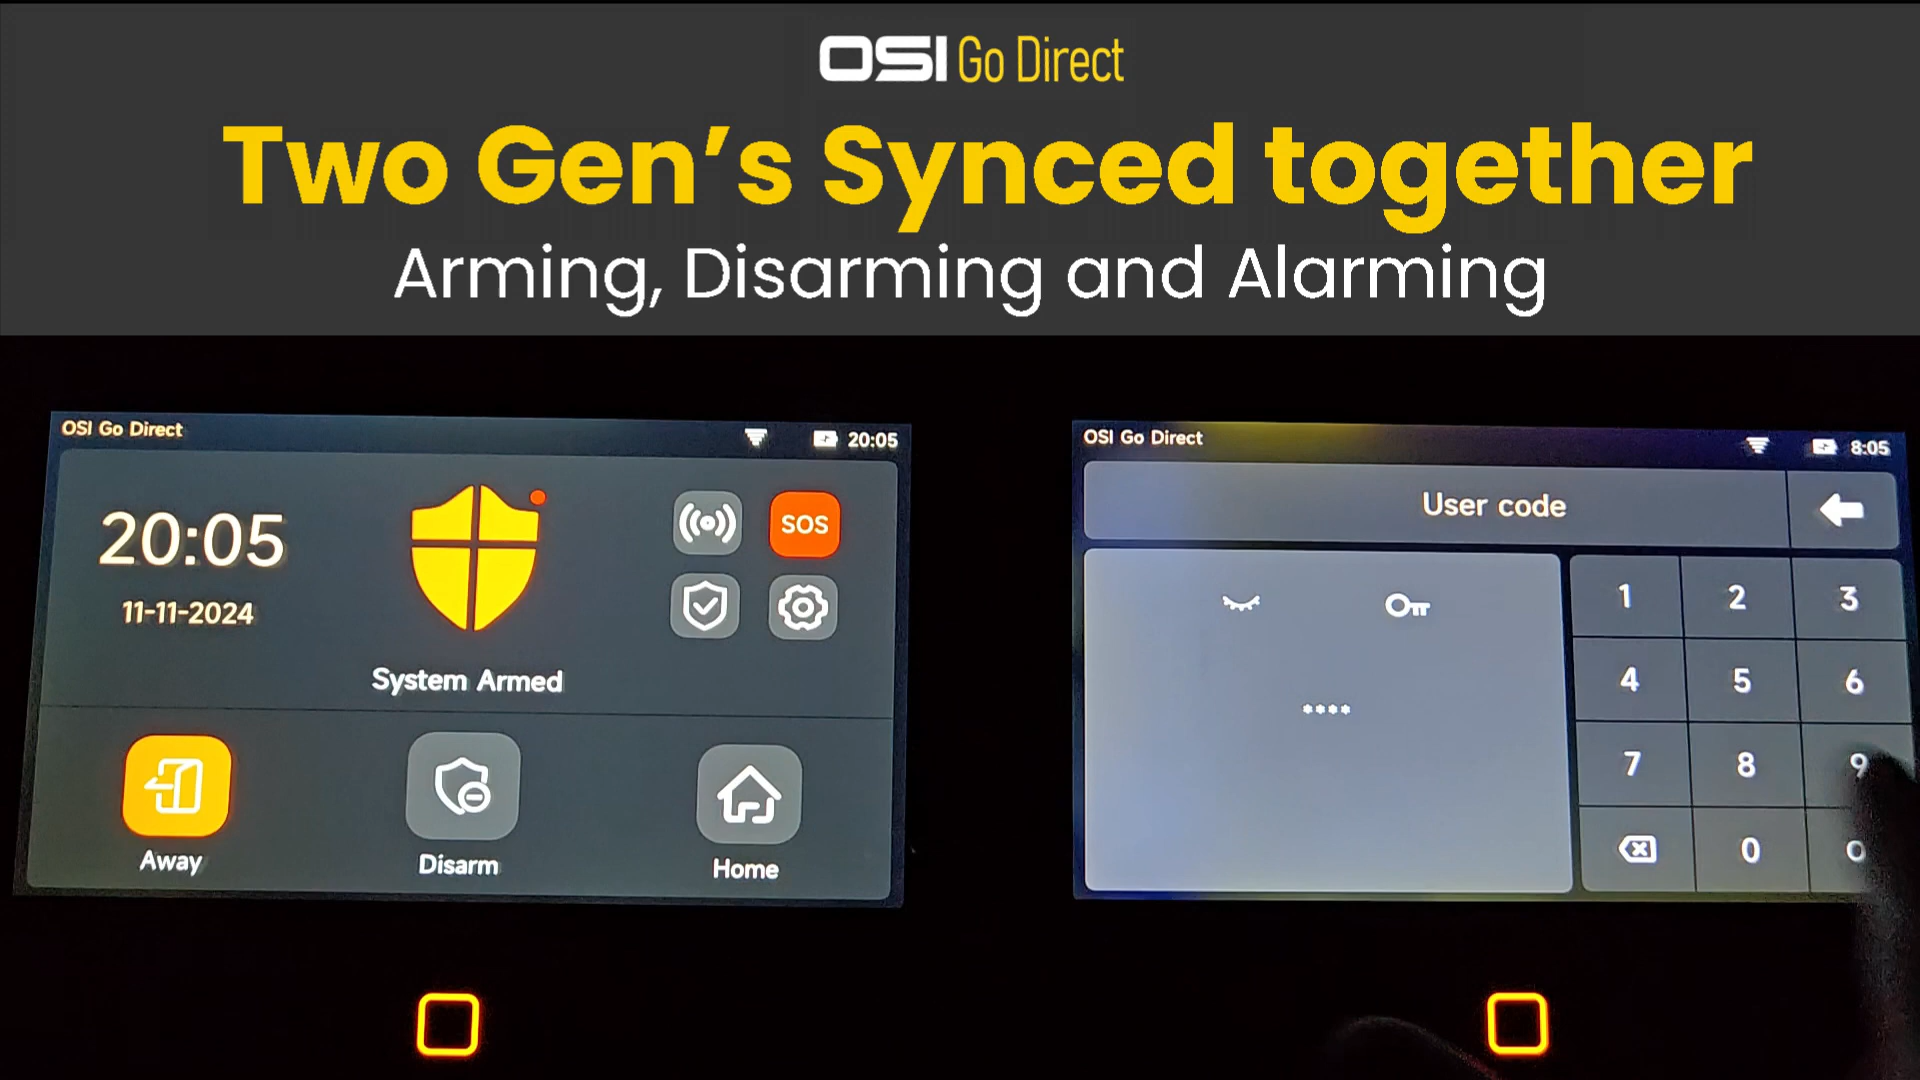 OSI Go Direct
Two Gen's Synced together
Arming, Disarming and Alarming
OSI Go Direct
20:05
20:05
11-11-2024
SOS
System Armed
Away
Disarm
Home
OSI Go Direct
8:05
User code
****
1 2 3
4 5 6
7 8 9
0